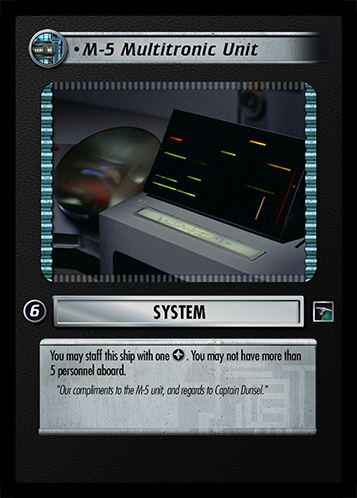 • M-5 Multitronic Unit
6 SYSTEM
You may staff this ship with one . You may not have more than
5 personnel aboard.
"Our compliments to the M-5 unit, and regards to Captain Dunsel."